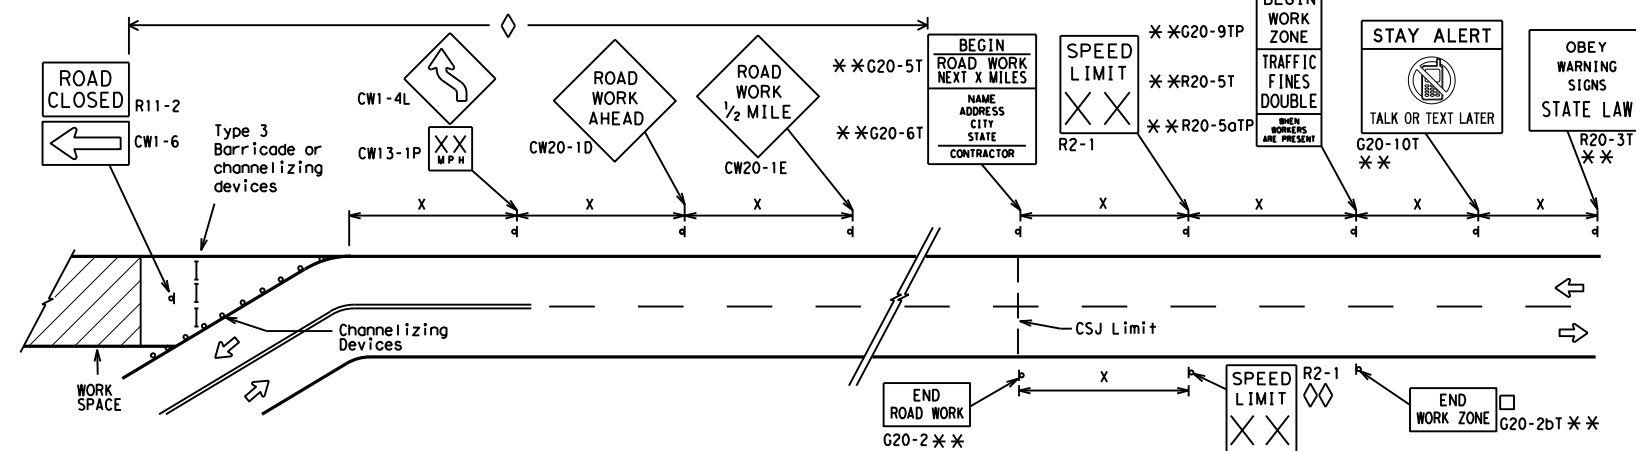 ROAD
CLOSED
R11-2
CW1-6
Type 3
Barricade or
channelizing
devices
CW1-4L
XX
MPH
CW13-1P
ROAD
WORK
AHEAD
CW20-1D
ROAD
WORK
1/2 MILE
CW20-1E
**G20-5T
**G20-6T
BEGIN
ROAD WORK
NEXT X MILES
NAME
ADDRESS
CITY
STATE
CONTRACTOR
SPEED
LIMIT
XX
R2-1
**G20-9TP
**R20-5T
**R20-5aTP
BEGIN
WORK
ZONE
TRAFFIC
FINES
DOUBLE
WHEN
WORKERS
ARE PRESENT
STAY ALERT
TALK OR TEXT LATER
G20-10T
**
OBEY
WARNING
SIGNS
STATE LAW
R20-3T
**
X
X
X
X
X
X
X
Channelizing
Devices
CSJ Limit
WORK
SPACE
END
ROAD WORK
G20-2**
X
SPEED
LIMIT
XX
R2-1
END
WORK ZONE
G20-2bT**